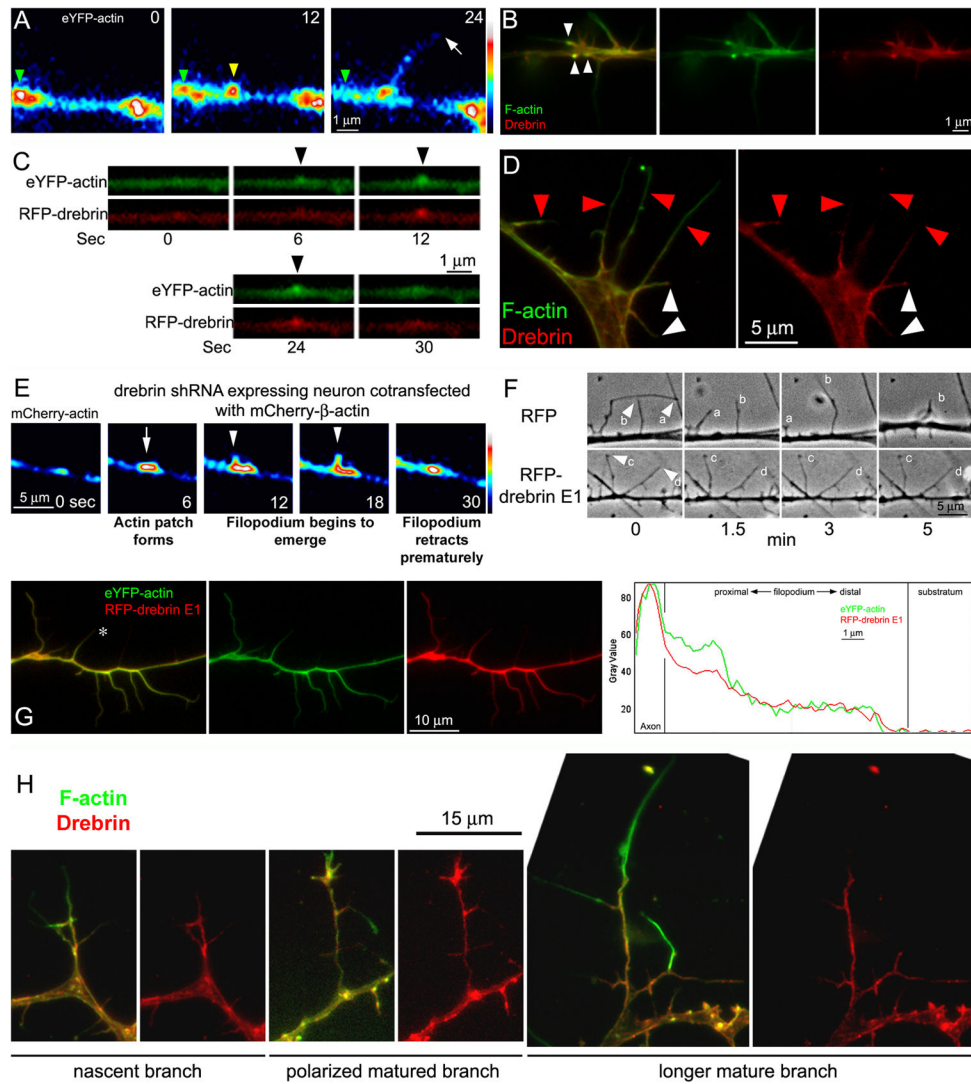 A
eYFP-actin
0
12
24
1 μm
B
F-actin
Drebrin
1 μm
C
eYFP-actin
RFP-drebrin
Sec
0
6
12
1 μm
eYFP-actin
RFP-drebrin
Sec
24
30
D
F-actin
Drebrin
5 μm
E
drebrin shRNA expressing neuron cotransfected
with mCherry-β-actin
mCherry-actin
5 μm
0 sec
6
12
18
30
Actin patch
forms
Filopodium begins to
emerge
Filopodium
retracts
prematurely
F
RFP
b
a
a
b
a
b
b
RFP-
drebrin E1
c
d
c
d
c
d
c
d
5 μm
0
1.5
3
5
min
G
eYFP-actin
RFP-drebrin E1
*
10 μm
proximal
filopodium
distal
substratum
eYFP-actin
RFP-drebrin E1
1 μm
Gray Value
80
60
40
20
Axon
H
F-actin
Drebrin
15 μm
nascent branch
polarized matured branch
longer mature branch